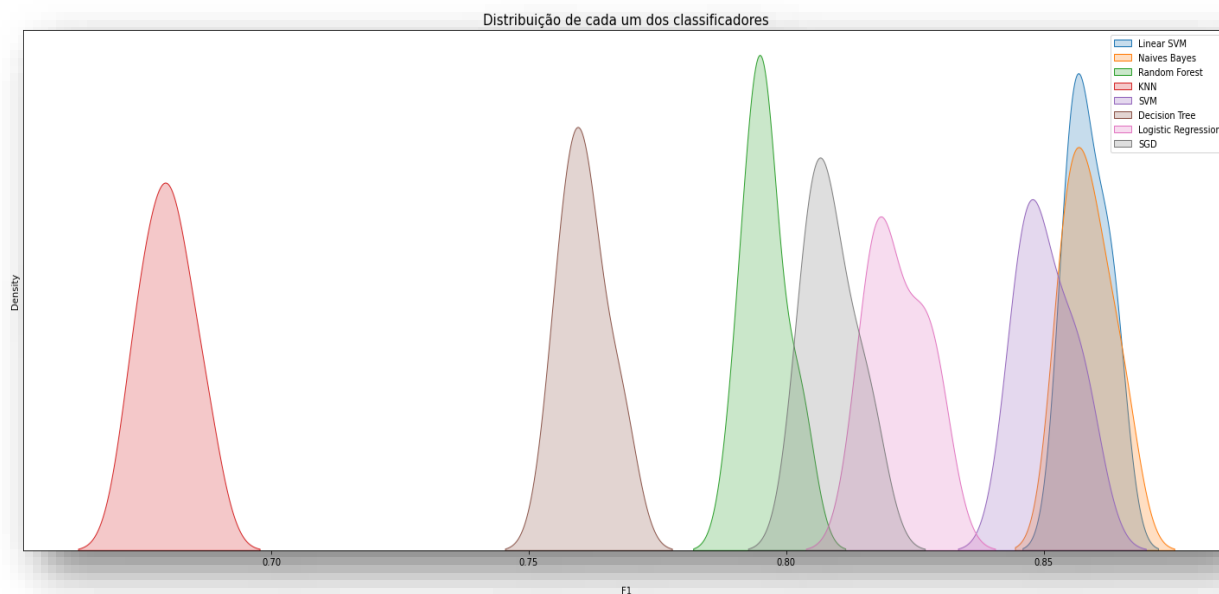 Distribuição de cada um dos classificadores
Linear SVM
Naives Bayes
Random Forest
KNN
SVM
Decision Tree
Logistic Regression
SGD
Density
0.70
0.75
0.80
0.85
F1